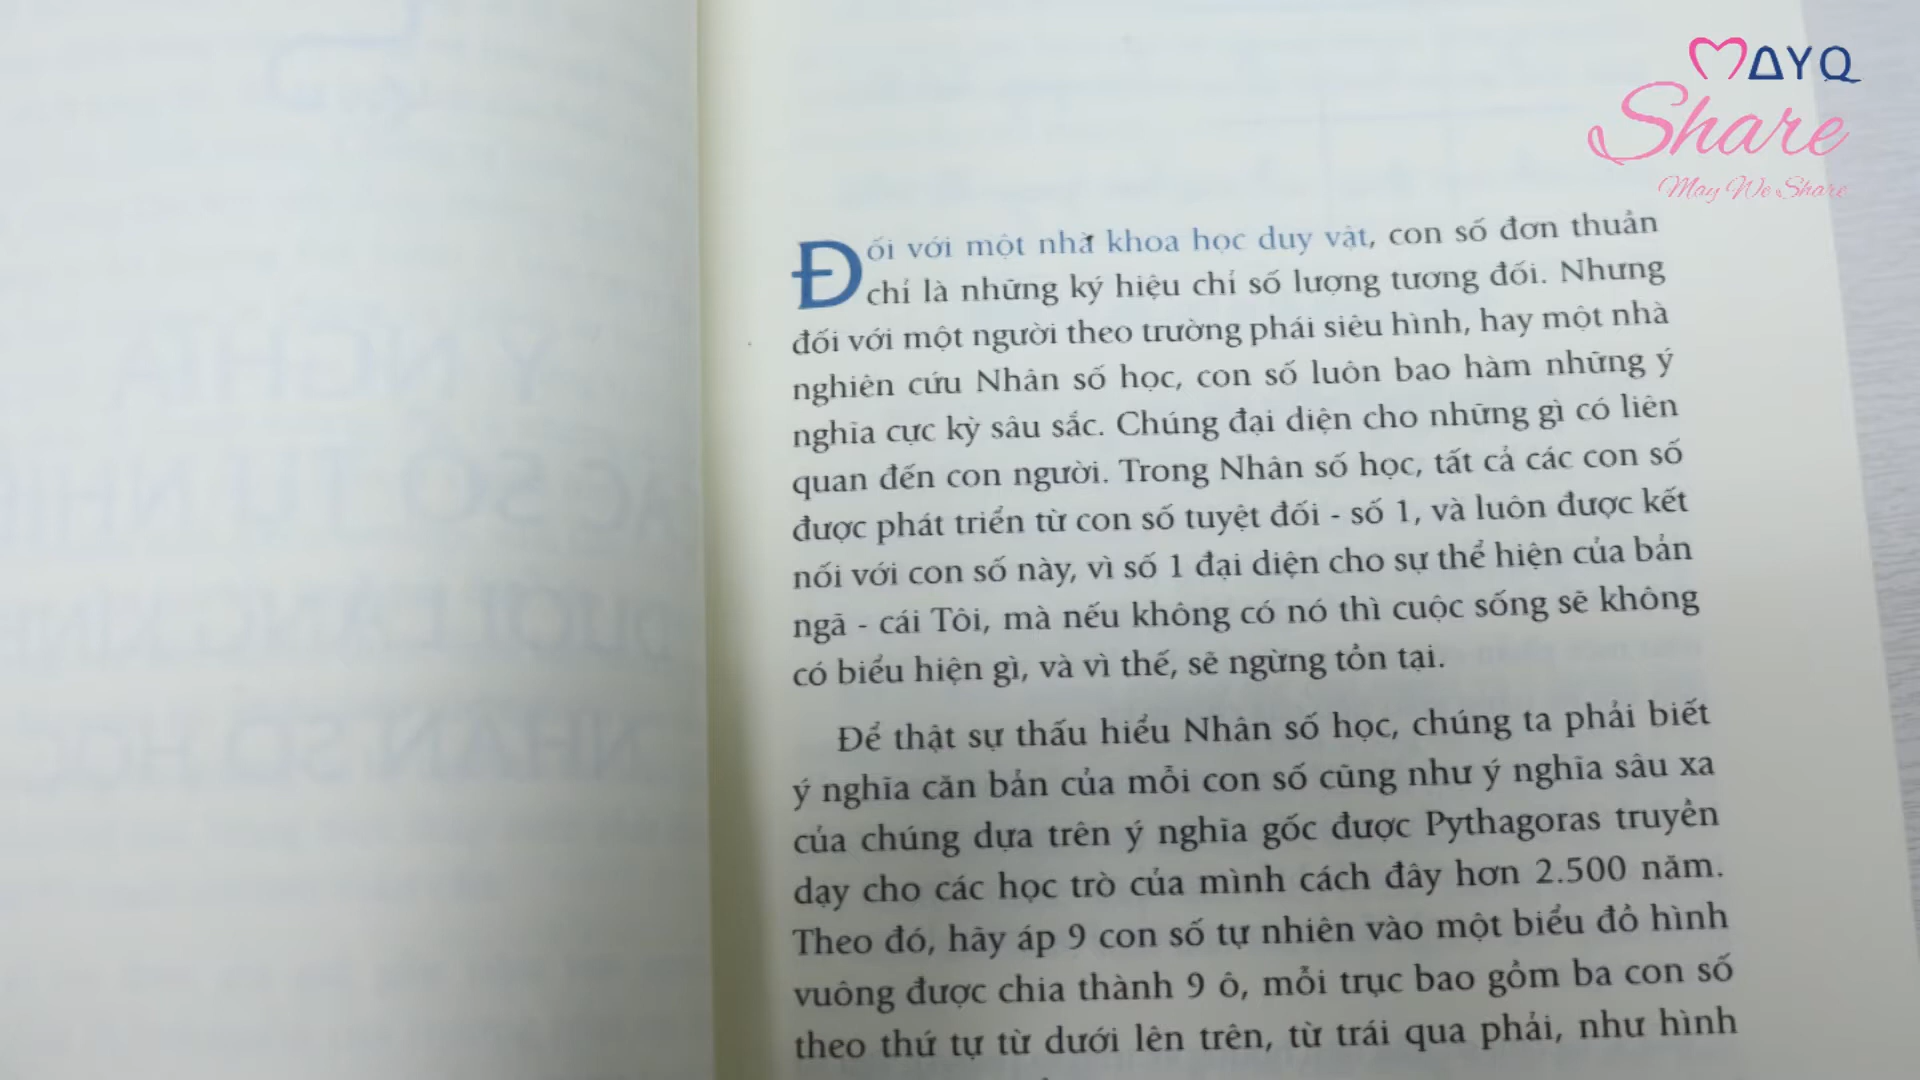 MAYQ
Share
May We Share
Đối với một nhà khoa học duy vật, con số đơn thuần
chỉ là những ký hiệu chỉ số lượng tương đối. Nhưng
đối với một người theo trường phái siêu hình, hay một nhà
nghiên cứu Nhân số học, con số luôn bao hàm những ý
nghĩa cực kỳ sâu sắc. Chúng đại diện cho những gì có liên
quan đến con người. Trong Nhân số học, tất cả các con số
được phát triển từ con số tuyệt đối - số 1, và luôn được kết
nối với con số này, vì số 1 đại diện cho sự thể hiện của bản
ngã - cái Tôi, mà nếu không có nó thì cuộc sống sẽ không
có biểu hiện gì, và vì thế, sẽ ngừng tồn tại.
Để thật sự thấu hiểu Nhân số học, chúng ta phải biết
ý nghĩa căn bản của mỗi con số cũng như ý nghĩa sâu xa
của chúng dựa trên ý nghĩa gốc được Pythagoras truyền
dạy cho các học trò của mình cách đây hơn 2.500 năm.
Theo đó, hãy áp 9 con số tự nhiên vào một biểu đồ hình
vuông được chia thành 9 ô, mỗi trục bao gồm ba con số
theo thứ tự từ dưới lên trên, từ trái qua phải, như hình